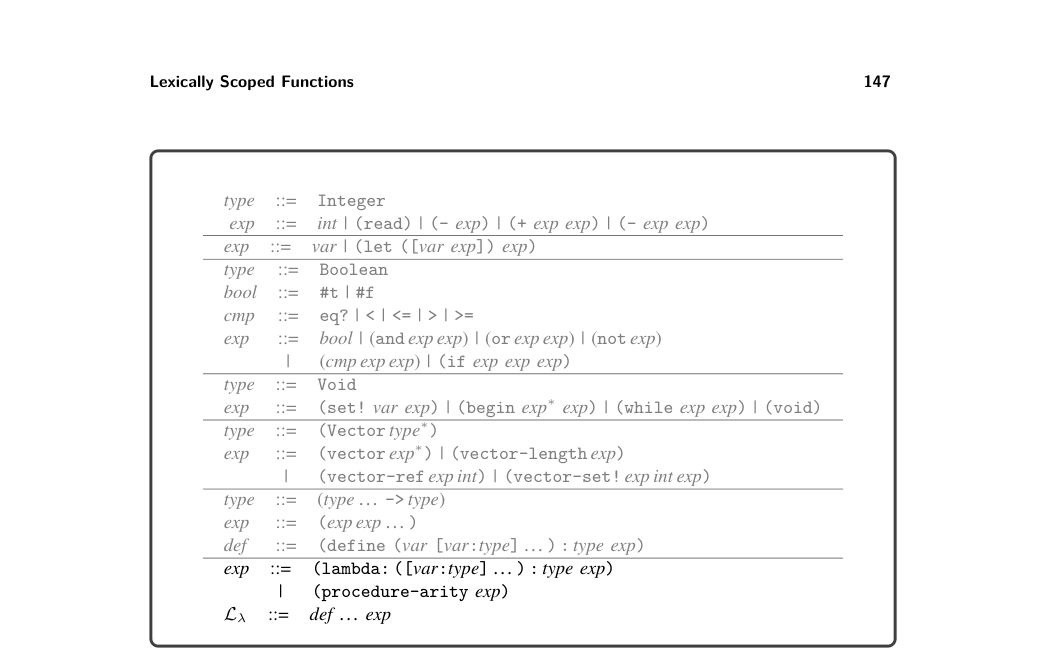 Lexically Scoped Functions 147
type ::= Integer
exp ::= int | (read) | (- exp) | (+ exp exp) | (- exp exp)
exp ::= var | (let ([var exp]) exp)
type ::= Boolean
bool ::= #t | #f
cmp ::= eq? | < | <= | > | >=
exp ::= bool | (and exp exp) | (or exp exp) | (not exp)
| (cmp exp exp) | (if exp exp exp)
type ::= Void
exp ::= (set! var exp) | (begin exp* exp) | (while exp exp) | (void)
type ::= (Vector type*)
exp ::= (vector exp*) | (vector-length exp)
| (vector-ref exp int) | (vector-set! exp int exp)
type ::= (type ... -> type)
exp ::= (exp exp ...)
def ::= (define (var [var:type] ...) : type exp)
exp ::= (lambda: ([var:type] ...) : type exp)
| (procedure-arity exp)
ℒλ ::= def ... exp